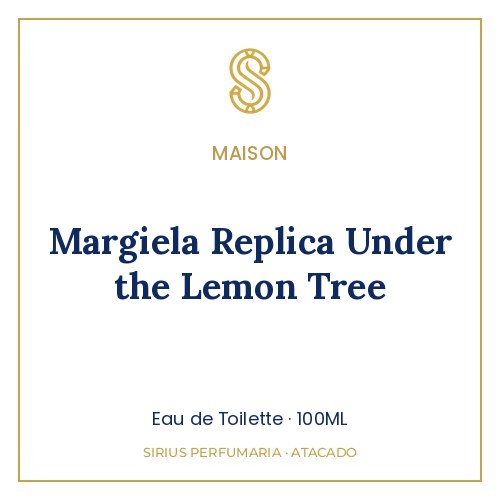 MAISON
Margiela Replica Under
the Lemon Tree
Eau de Toilette · 100ML
SIRIUS PERFUMARIA · ATACADO